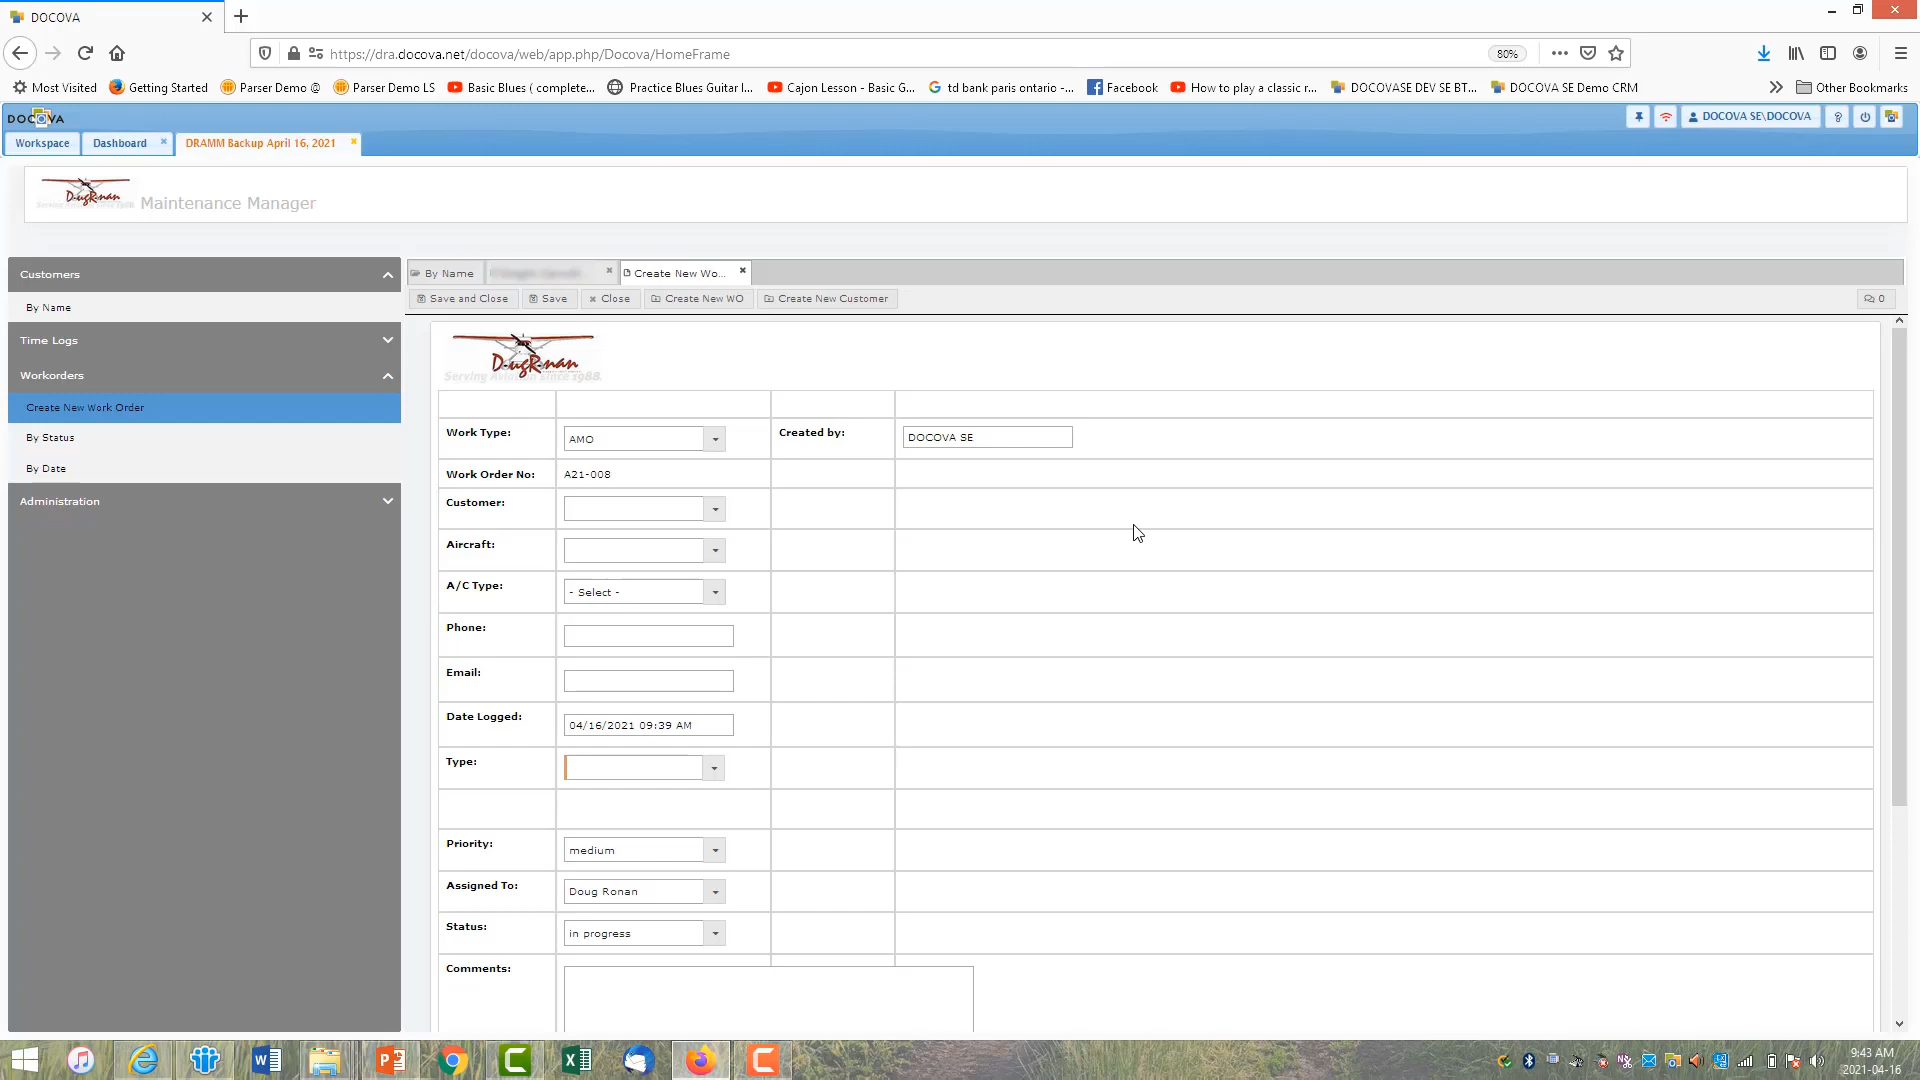 DOCOVA
https://dra.docova.net/docova/web/app.php/Docova/HomeFrame
80%
Most Visited
Getting Started
Parser Demo @
Parser Demo LS
Basic Blues ( complete...
Practice Blues Guitar l...
Cajon Lesson - Basic G...
td bank paris ontario -...
Facebook
How to play a classic r...
DOCOVASE DEV SE BT...
DOCOVA SE Demo CRM
Other Bookmarks
DOCOVA
DOCOVA SE\DOCOVA
Workspace
Dashboard
DRAMM Backup April 16, 2021
DougRonan
Maintenance Manager
Customers
By Name
Time Logs
Workorders
Create New Work Order
By Status
By Date
Administration
By Name
Create New Wo...
Save and Close
Save
Close
Create New WO
Create New Customer
0
DougRonan
Serving Aviation since 1988.
Work Type:
AMO
Created by:
DOCOVA SE
Work Order No:
A21-008
Customer:
Aircraft:
A/C Type:
- Select -
Phone:
Email:
Date Logged:
04/16/2021 09:39 AM
Type:
Priority:
medium
Assigned To:
Doug Ronan
Status:
in progress
Comments:
9:43 AM
2021-04-16